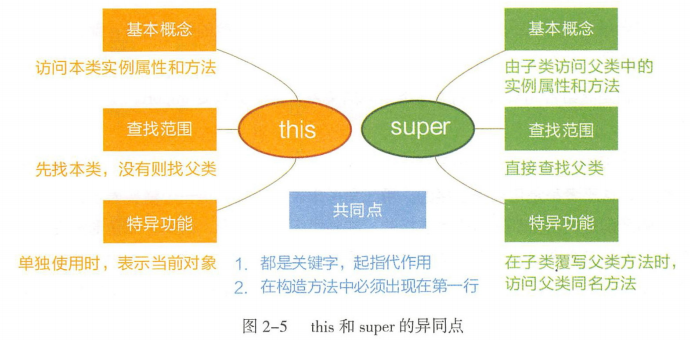 基本概念
访问本类实例属性和方法
查找范围
先找本类，没有则找父类
特异功能
单独使用时，表示当前对象
this
super
基本概念
由子类访问父类中的
实例属性和方法
查找范围
直接查找父类
特异功能
在子类覆写父类方法时，
访问父类同名方法
共同点
1. 都是关键字，起指代作用
2. 在构造方法中必须出现在第一行
图 2-5 this 和 super 的异同点